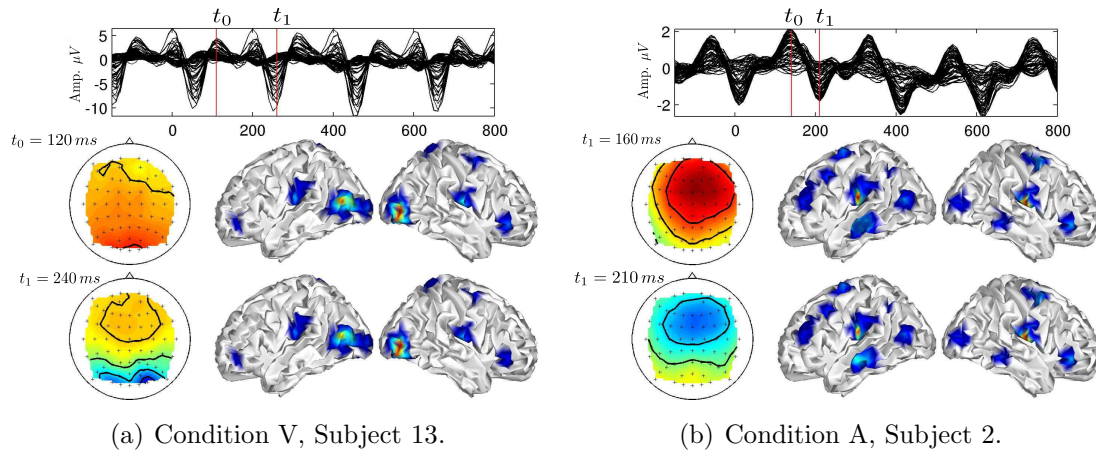 t₀ t₁
Amp. μV
5
0
-5
-10
0 200 400 600 800
t₀ = 120 ms
t₁ = 240 ms
(a) Condition V, Subject 13.
t₀ t₁
Amp. μV
2
0
-2
0 200 400 600 800
t₁ = 160 ms
t₁ = 210 ms
(b) Condition A, Subject 2.